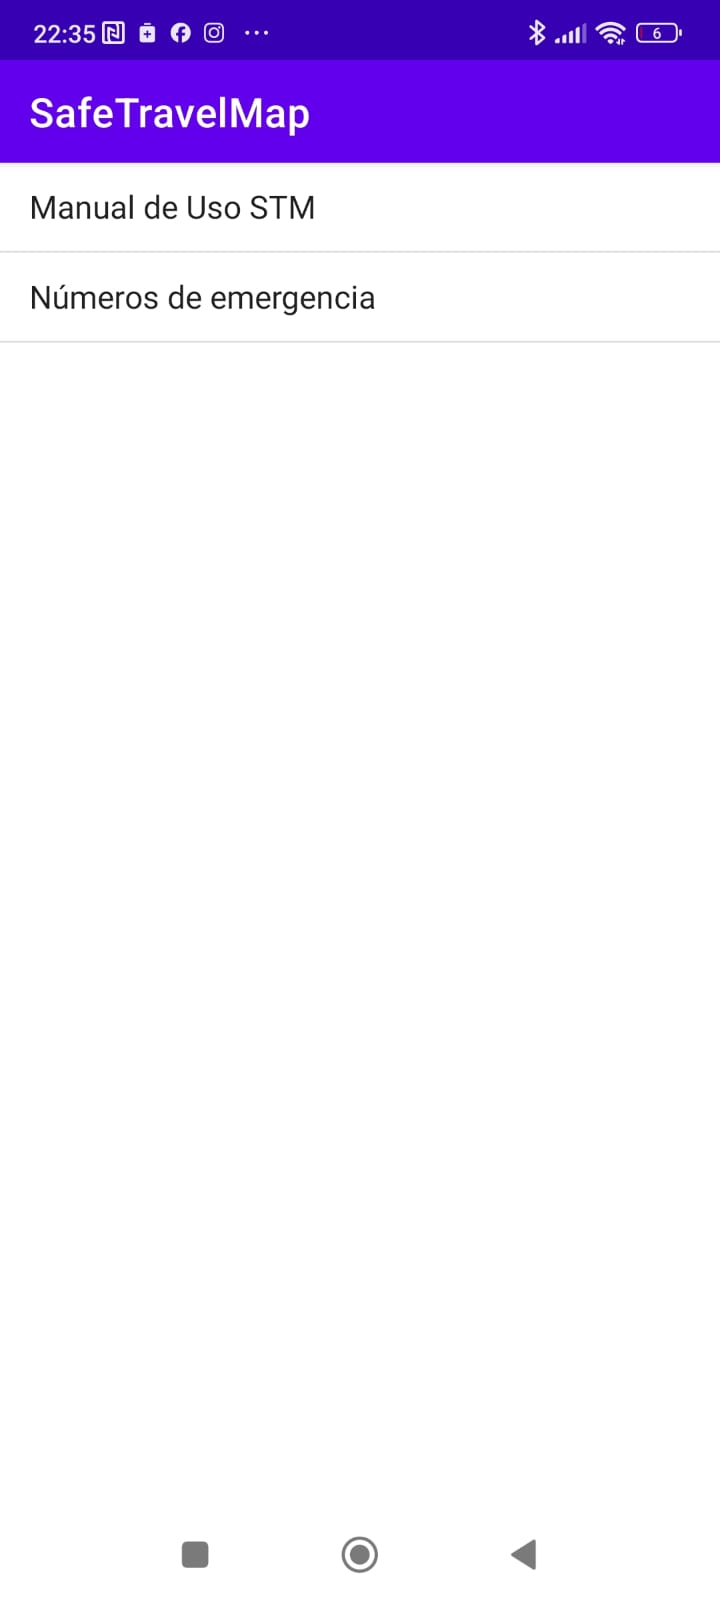 22:35
6
SafeTravelMap
Manual de Uso STM
Números de emergencia